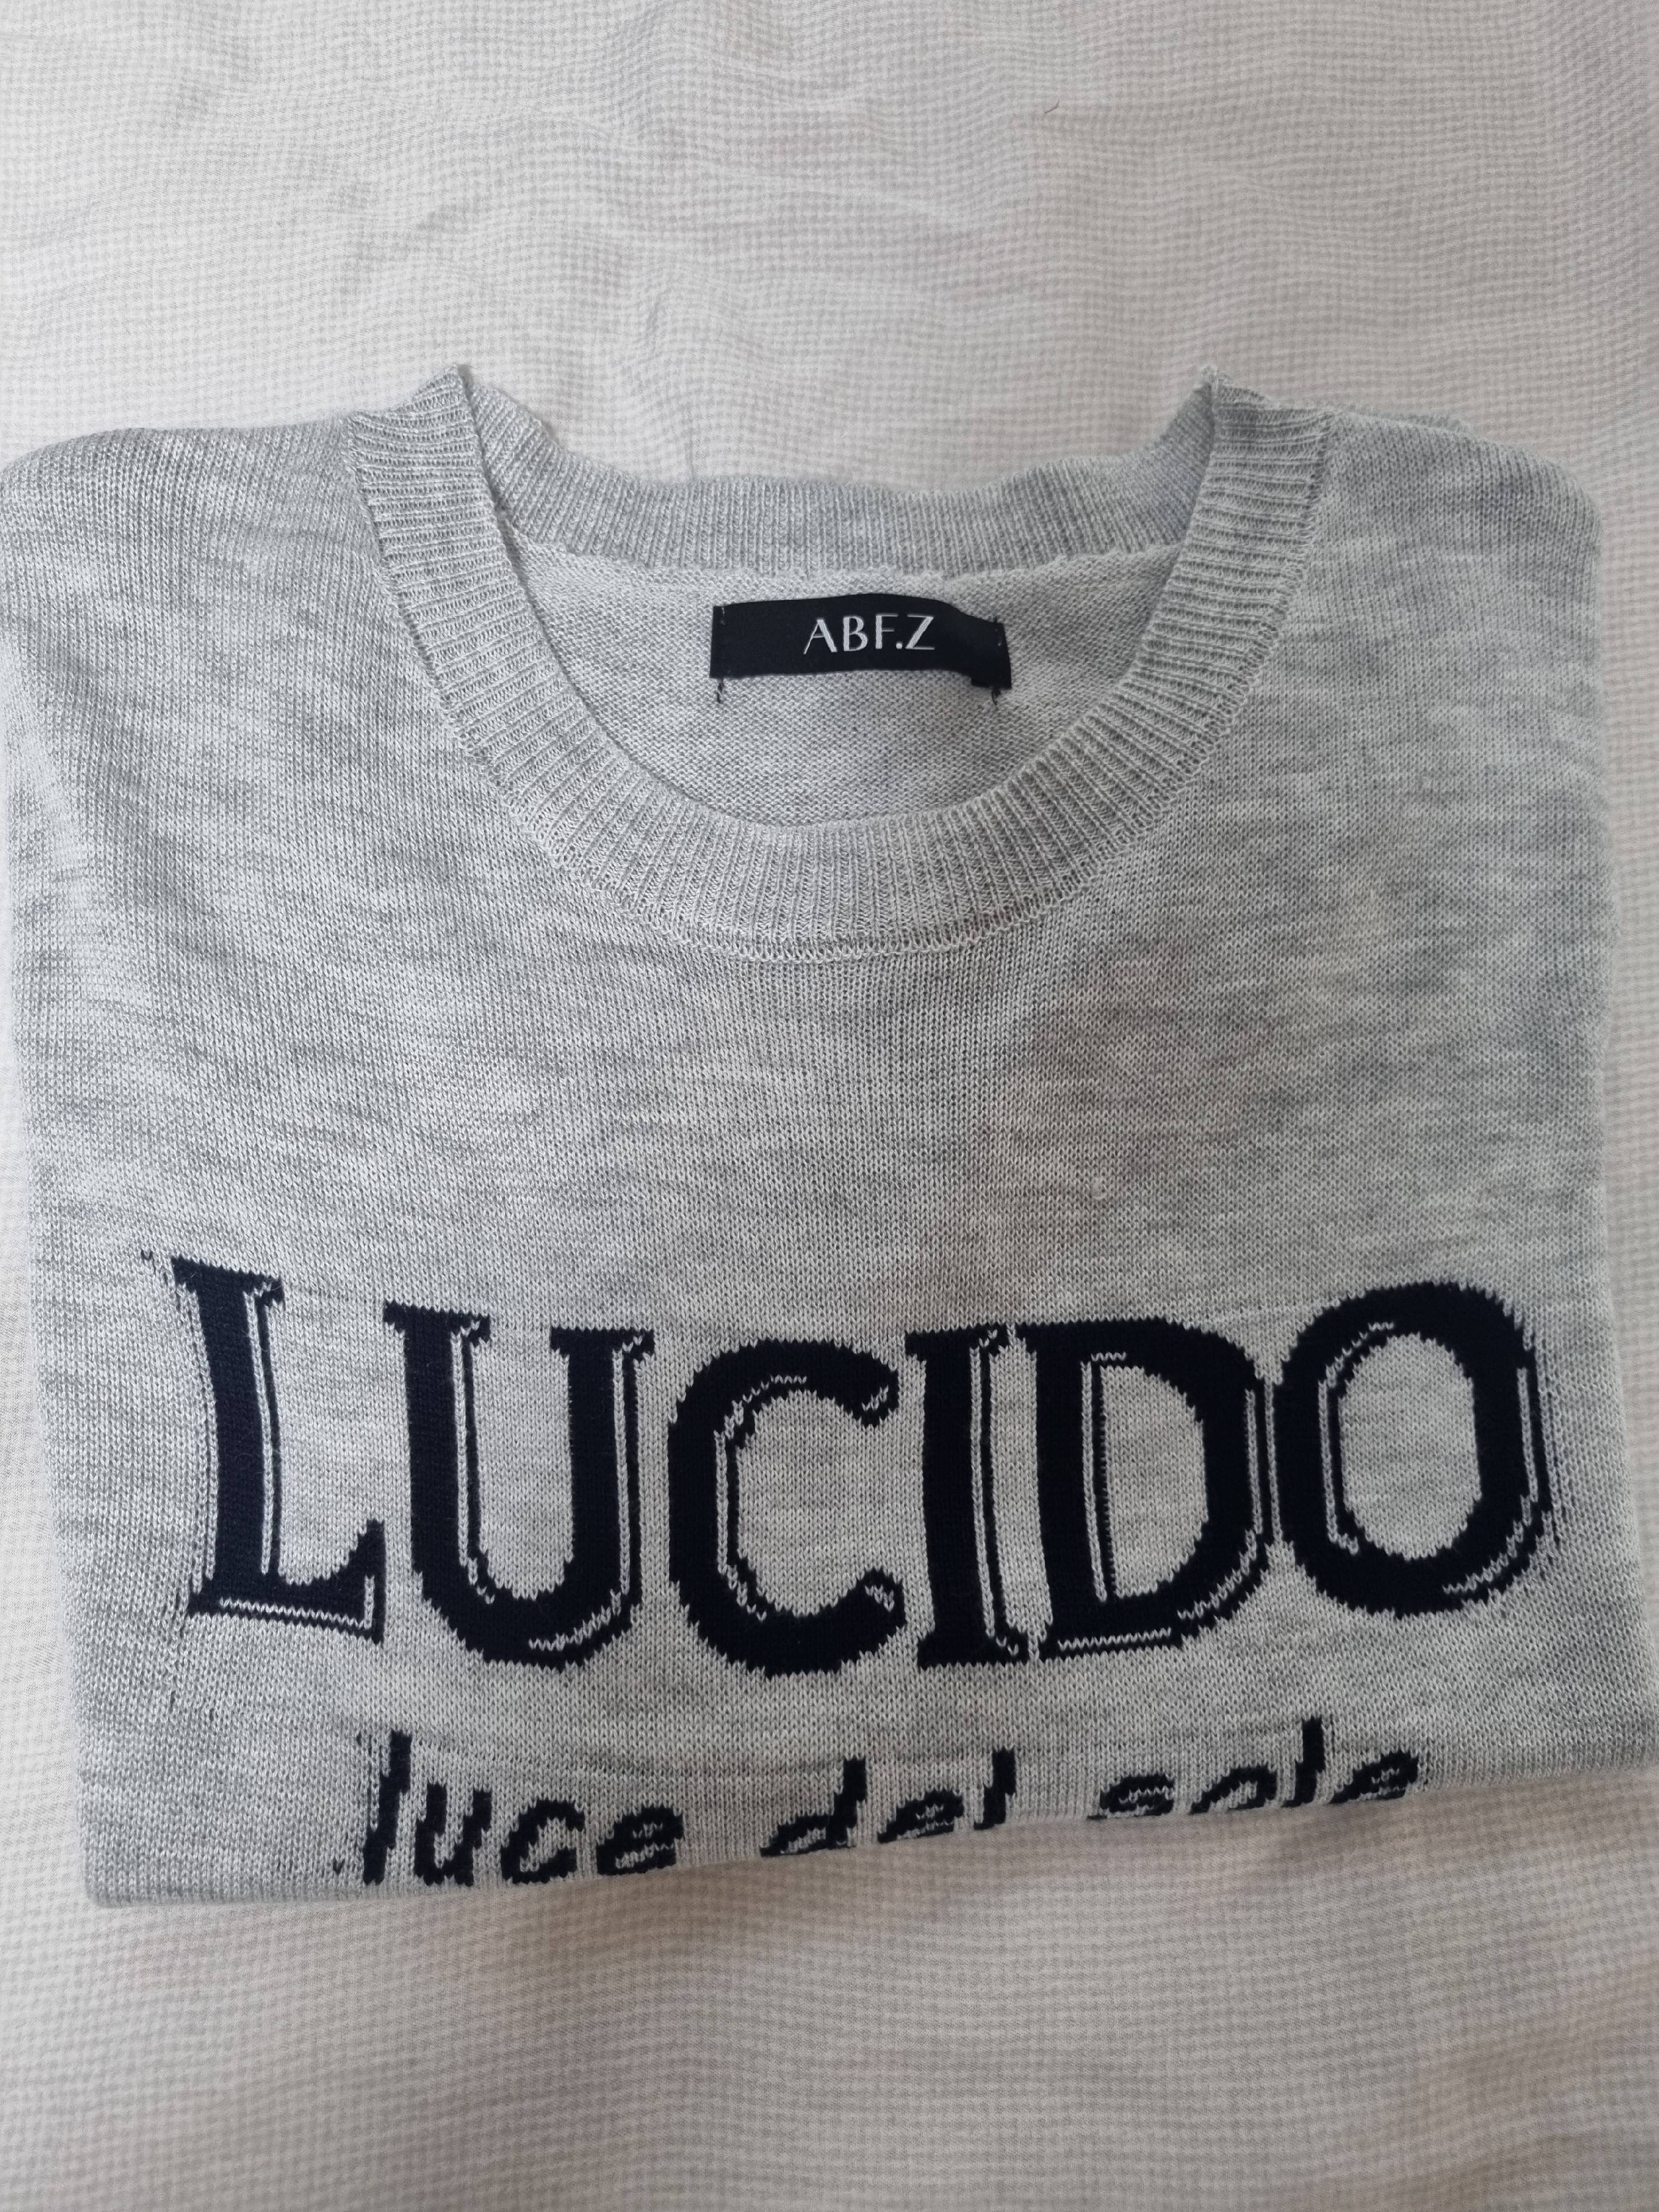 ABF.Z
LUCIDO
luce del sole